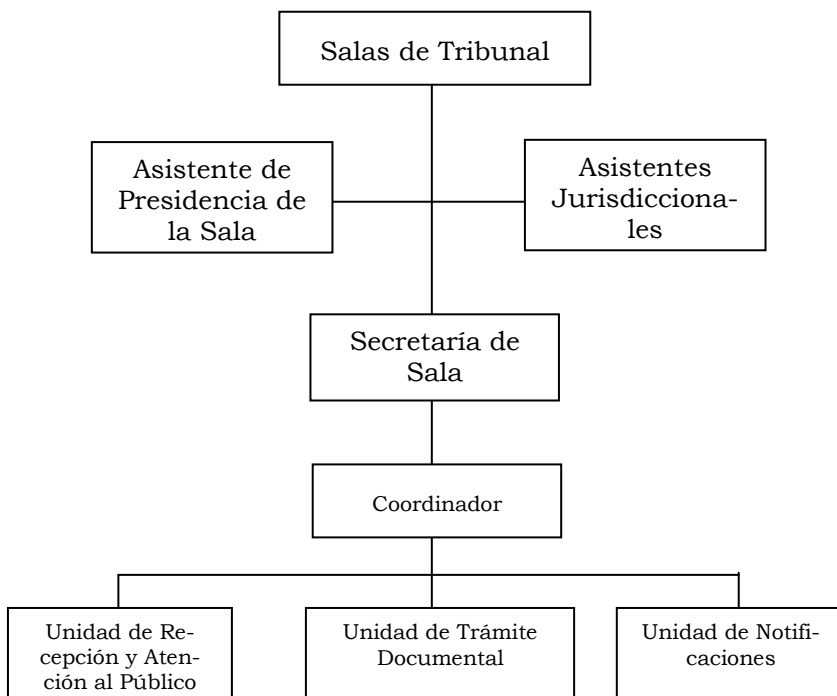 Salas de Tribunal
Asistente de
Presidencia de
la Sala
Asistentes
Jurisdicciona-
les
Secretaría de
Sala
Coordinador
Unidad de Re-
cepción y Aten-
ción al Público
Unidad de Trámite
Documental
Unidad de Notifi-
caciones